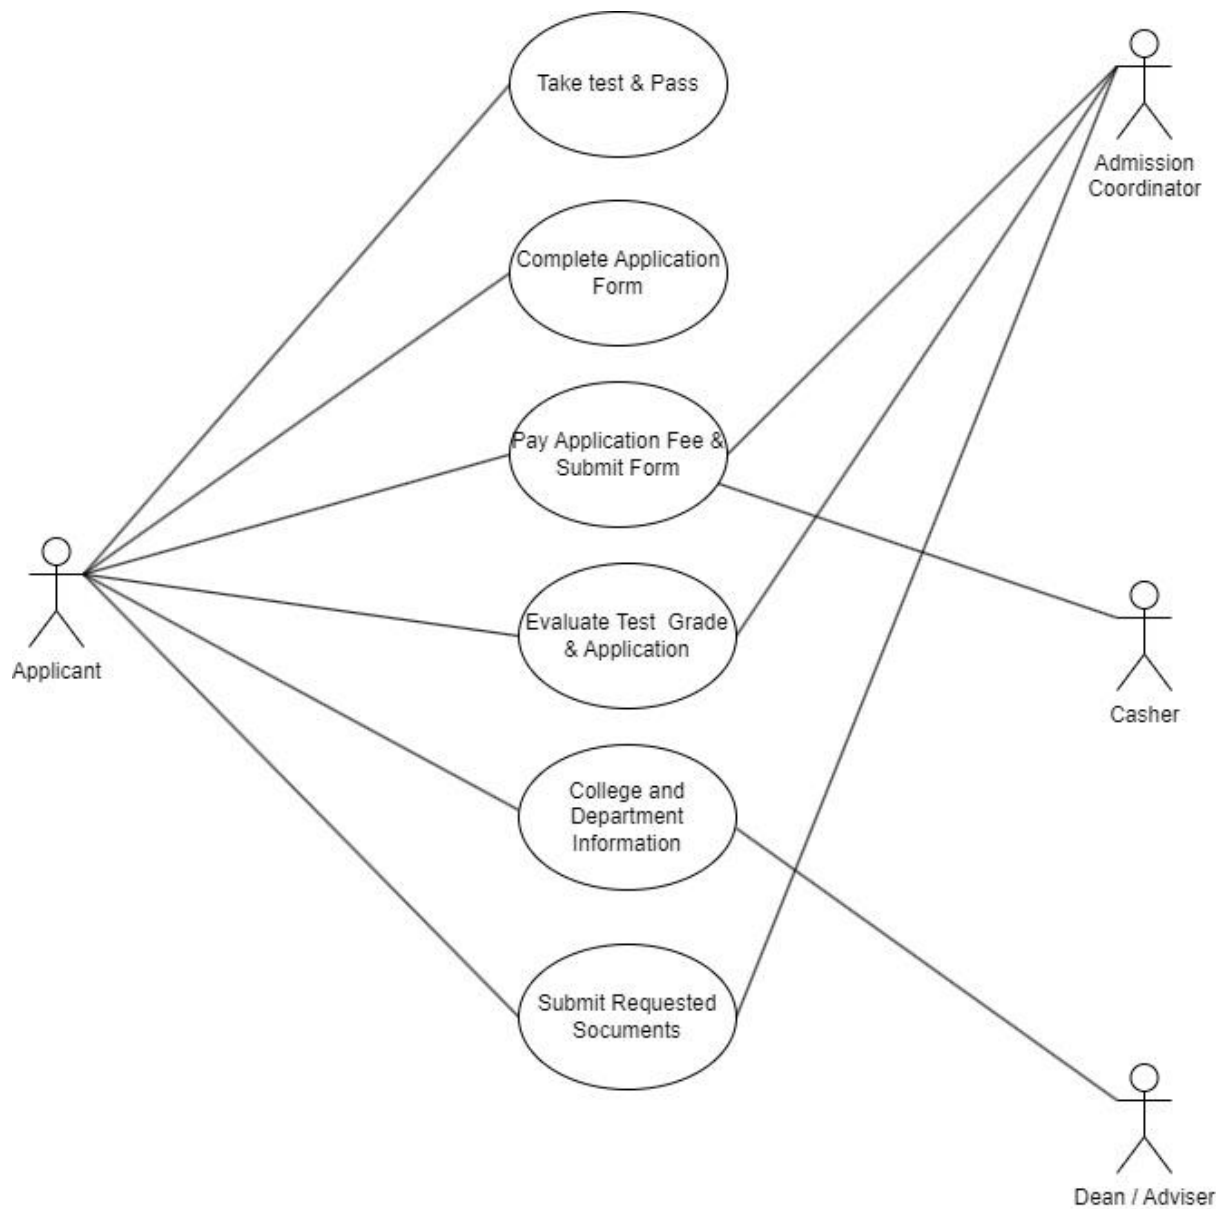 Take test & Pass
Admission
Coordinator
Complete Application
Form
Pay Application Fee &
Submit Form
Evaluate Test  Grade
& Application
Applicant
Casher
College and
Department
Information
Submit Requested
Socuments
Dean / Adviser